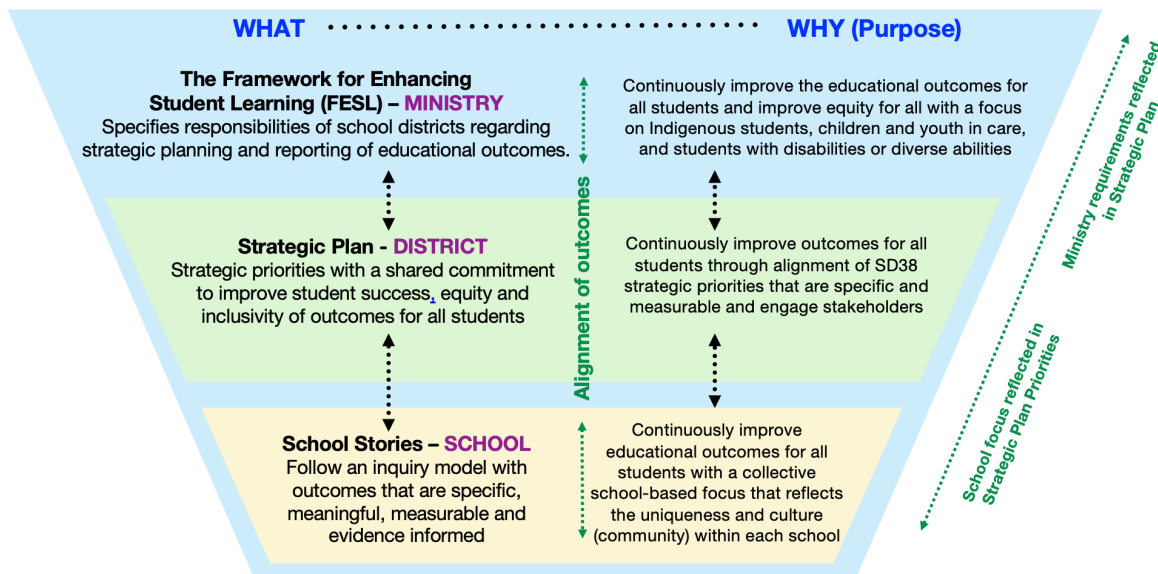 WHAT
WHY (Purpose)
The Framework for Enhancing
Student Learning (FESL) – MINISTRY
Specifies responsibilities of school districts regarding
strategic planning and reporting of educational outcomes.
Continuously improve the educational outcomes for
all students and improve equity for all with a focus
on Indigenous students, children and youth in care,
and students with disabilities or diverse abilities
Strategic Plan - DISTRICT
Strategic priorities with a shared commitment
to improve student success, equity and
inclusivity of outcomes for all students
Continuously improve outcomes for all
students through alignment of SD38
strategic priorities that are specific and
measurable and engage stakeholders
School Stories – SCHOOL
Follow an inquiry model with
outcomes that are specific,
meaningful, measurable and
evidence informed
Continuously improve
educational outcomes for all
students with a collective
school-based focus that reflects
the uniqueness and culture
(community) within each school
Alignment of outcomes
Ministry requirements reflected
in Strategic Plan
School focus reflected in
Strategic Plan Priorities